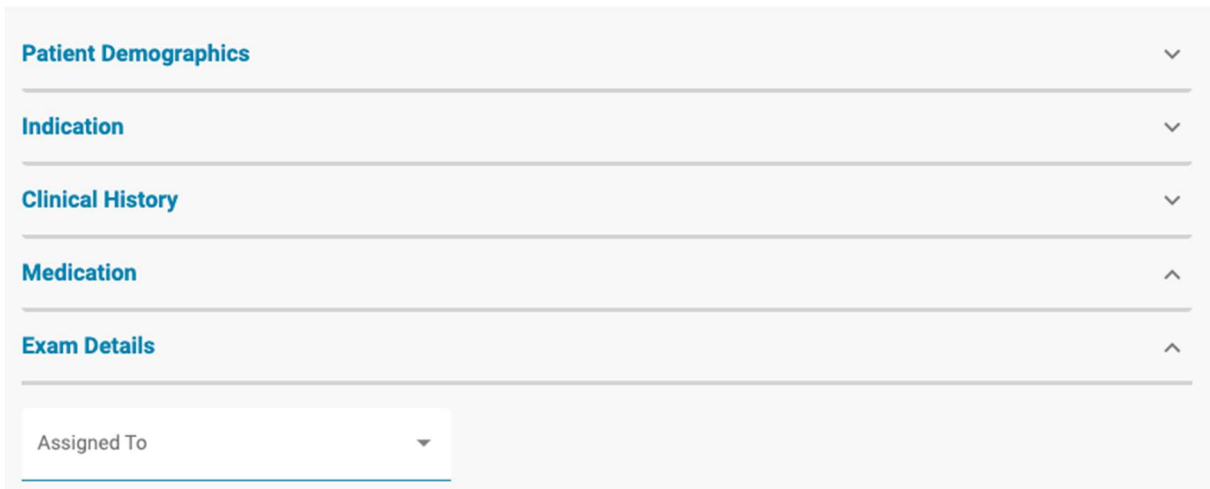 Patient Demographics
Indication
Clinical History
Medication
Exam Details
Assigned To